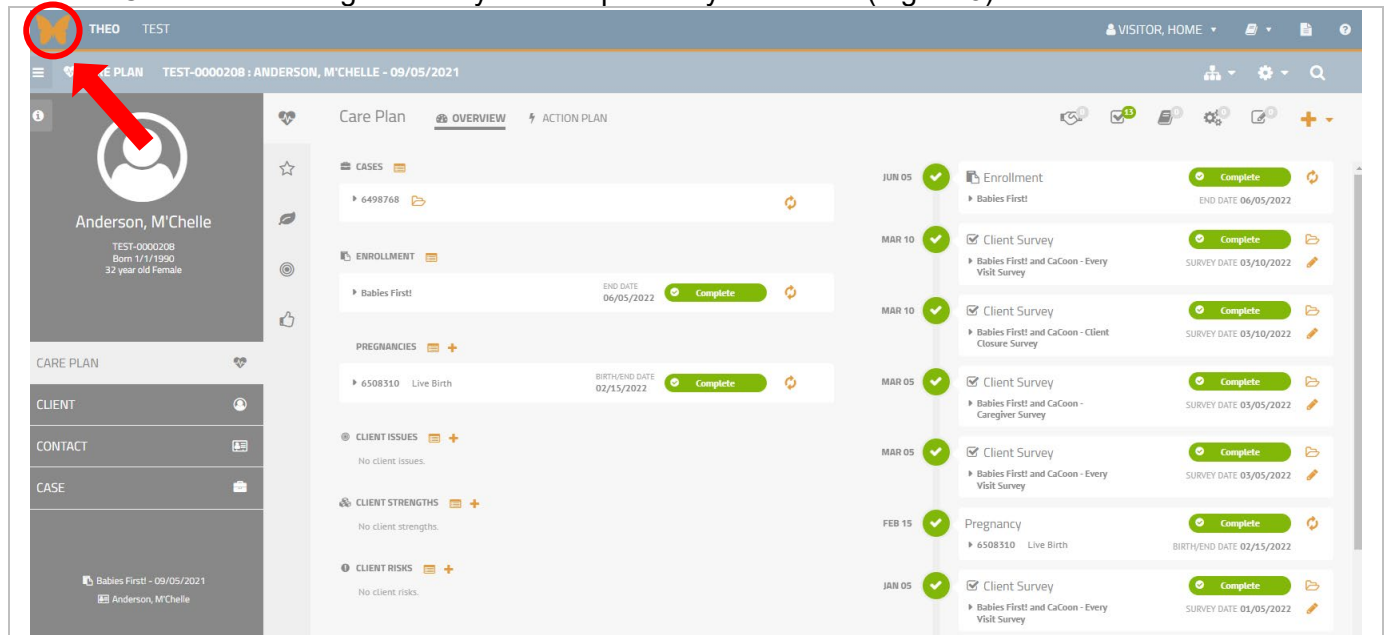 THEO TEST
VISITOR, HOME
PLAN TEST-0000208 : ANDERSON, M'CHELLE - 09/05/2021
Anderson, M'Chelle
TEST-0000208
Born 1/1/1990
32 year old Female
CARE PLAN
CLIENT
CONTACT
CASE
Babies First! - 09/05/2021
Anderson, M'Chelle
Care Plan OVERVIEW ACTION PLAN
13
CASES
6498768
ENROLLMENT
Babies First! END DATE 06/05/2022 Complete
PREGNANCIES
6508310 Live Birth BIRTH/END DATE 02/15/2022 Complete
CLIENT ISSUES
No client issues.
CLIENT STRENGTHS
No client strengths.
CLIENT RISKS
No client risks.
JUN 05 Enrollment Complete
Babies First! END DATE 06/05/2022
MAR 10 Client Survey Complete
Babies First! and CaCoon - Every SURVEY DATE 03/10/2022
Visit Survey
MAR 10 Client Survey Complete
Babies First! and CaCoon - Client SURVEY DATE 03/10/2022
Closure Survey
MAR 05 Client Survey Complete
Babies First! and CaCoon - SURVEY DATE 03/05/2022
Caregiver Survey
MAR 05 Client Survey Complete
Babies First! and CaCoon - Every SURVEY DATE 03/05/2022
Visit Survey
FEB 15 Pregnancy Complete
6508310 Live Birth BIRTH/END DATE 02/15/2022
JAN 05 Client Survey Complete
Babies First! and CaCoon - Every SURVEY DATE 01/05/2022
Visit Survey